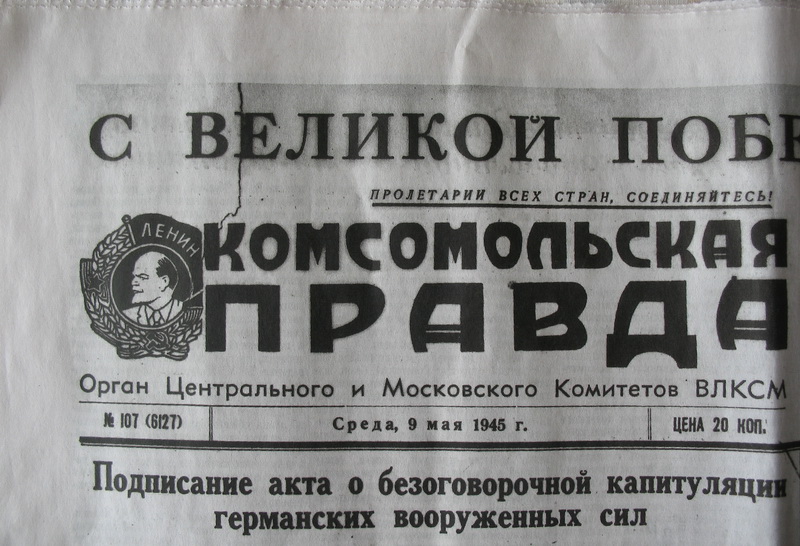 С ВЕЛИКОЙ
ПРОЛЕТАРИИ ВСЕХ СТРАН, СОЕДИНЯЙТЕСЬ!
ЛЕНИН
КОМСОМОЛЬСКАЯ
ПРАВДА
Орган Центрального и Московского Комитетов ВЛКСМ
№ 107 (6127)
Среда, 9 мая 1945 г.
ЦЕНА 20 КОП.
Подписание акта о безоговорочной капитуляции
германских вооруженных сил